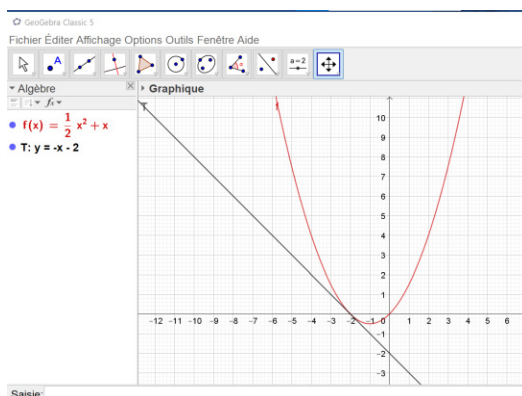 GeoGebra Classic 5
Fichier Éditer Affichage Options Outils Fenêtre Aide
A a=2
Algèbre Graphique
f(x) = 1/2 x² + x
T: y = -x - 2
T f
10
9
8
7
6
5
4
3
2
1
-12 -11 -10 -9 -8 -7 -6 -5 -4 -3 -2 -1 0 1 2 3 4 5 6
-1
-2
-3
Saisie: